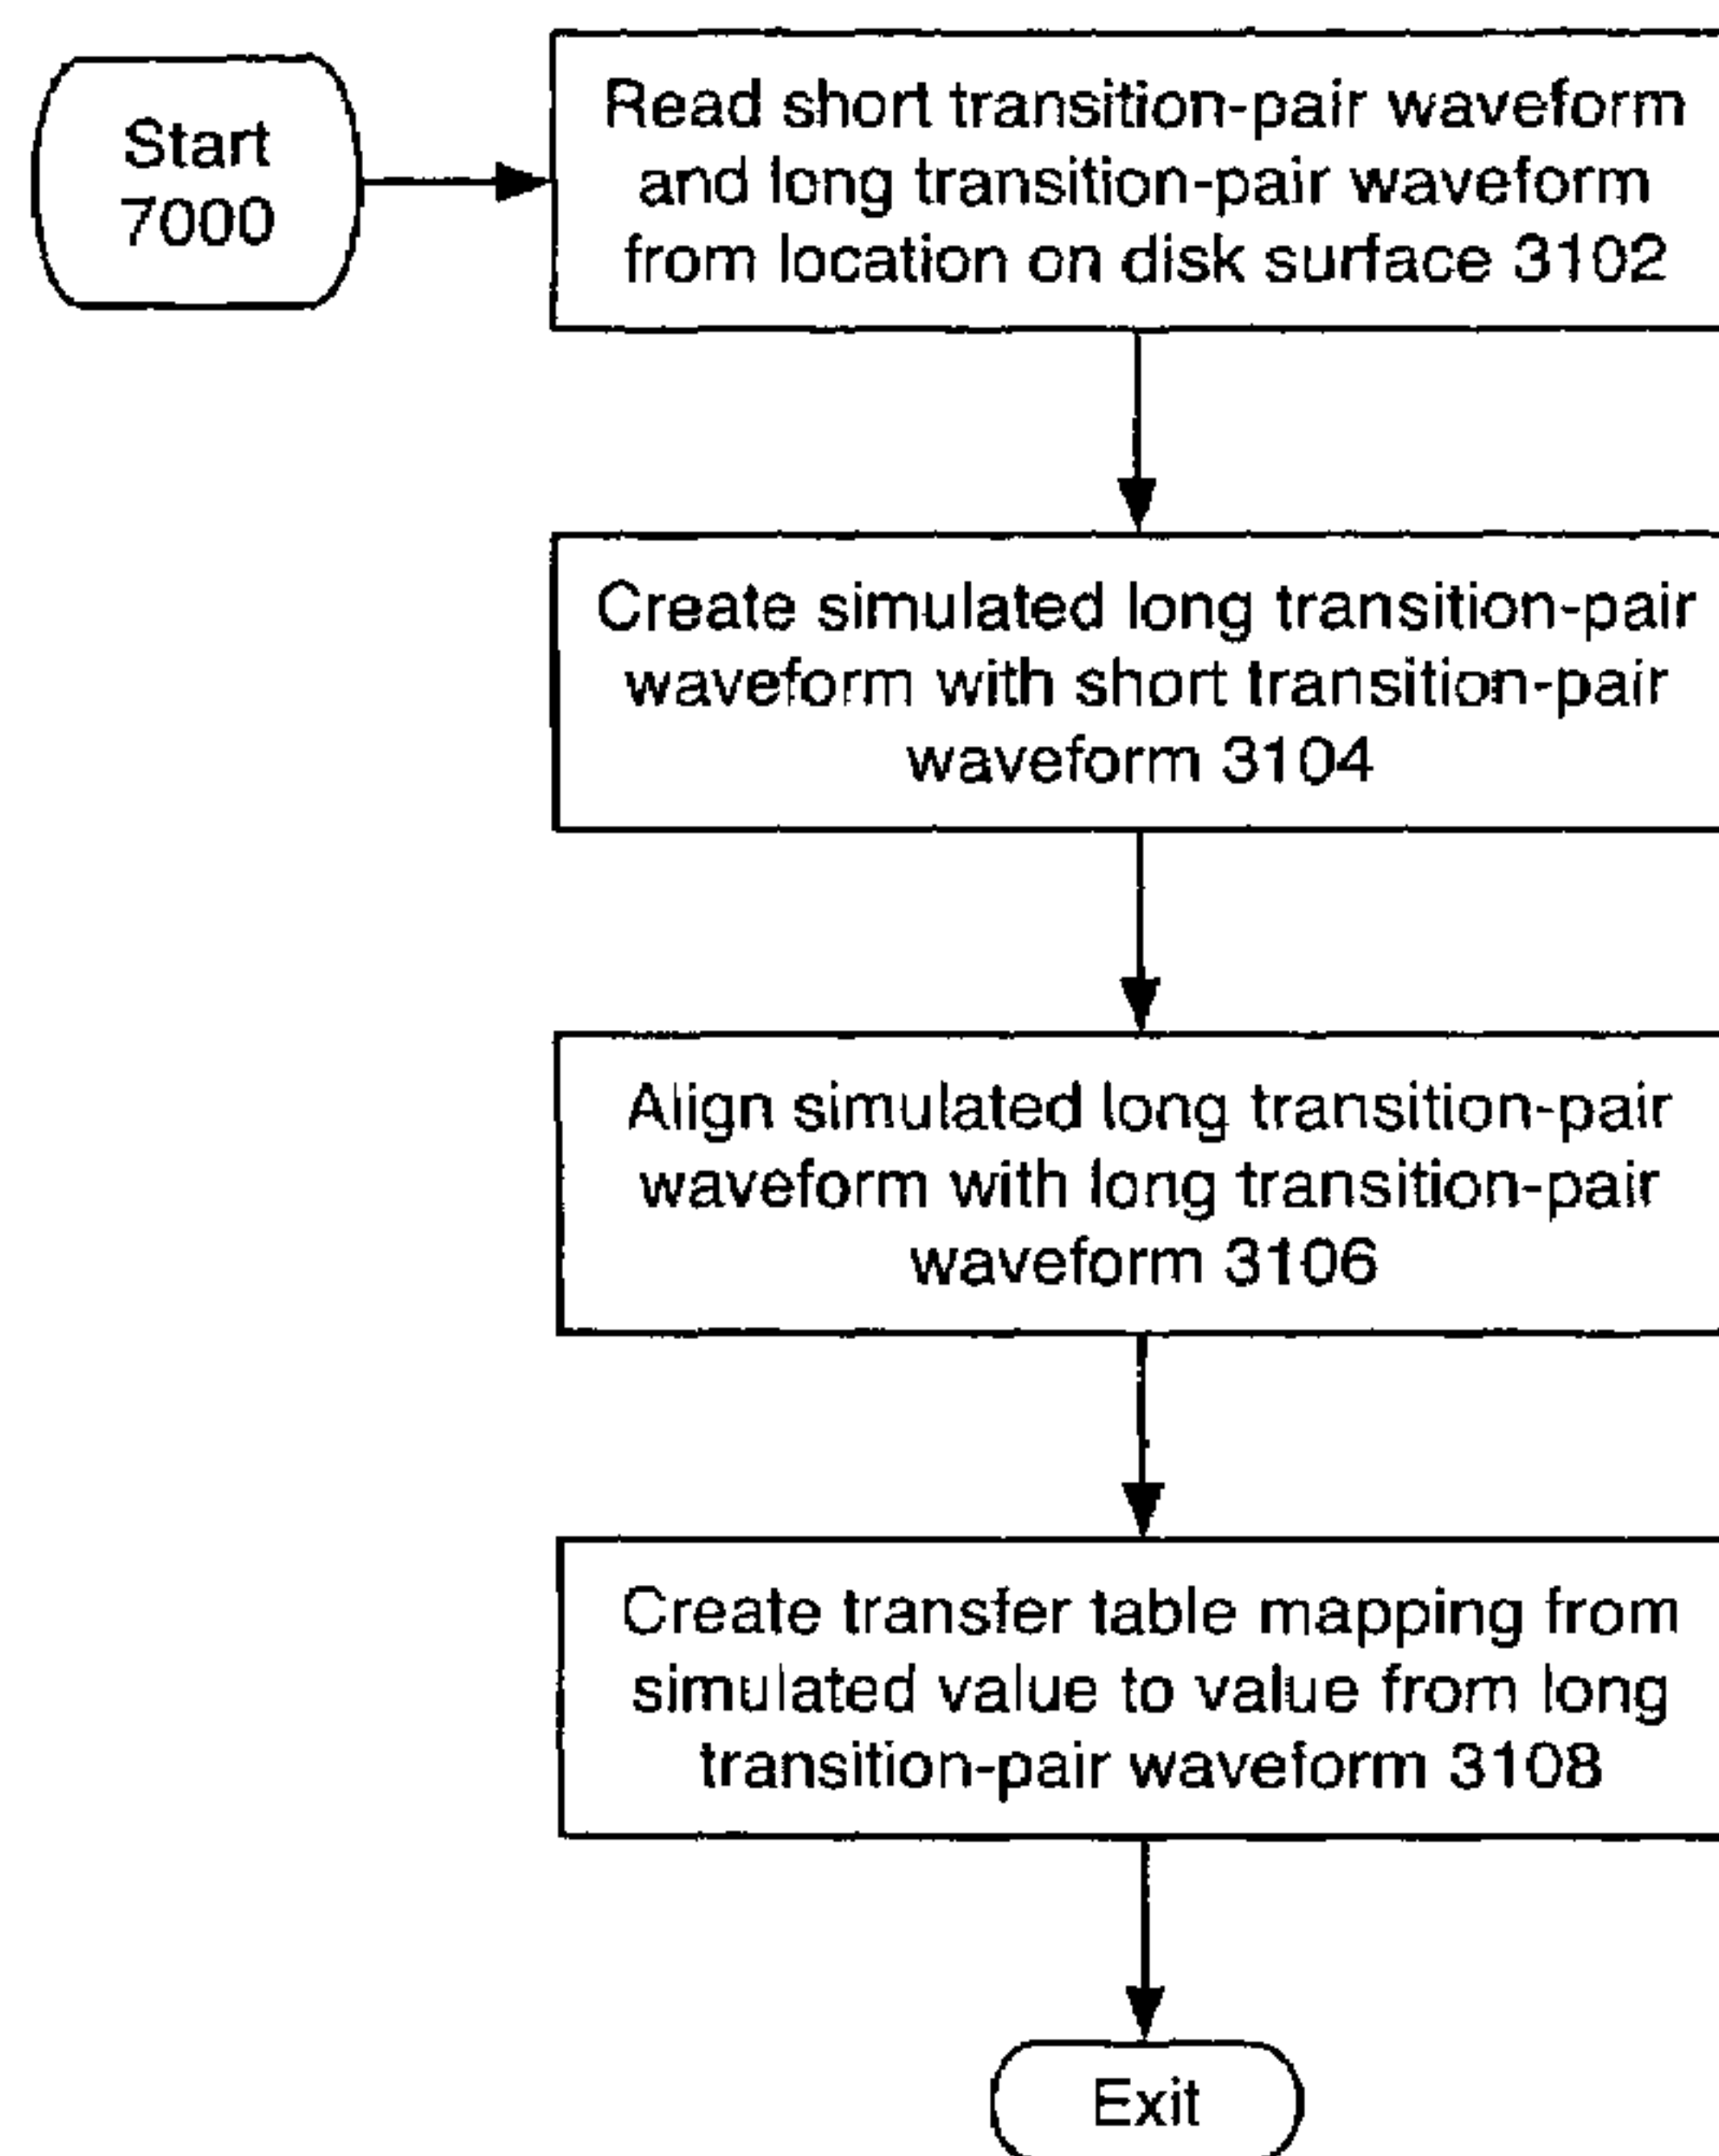 Start
7000
Read short transition-pair waveform
and long transition-pair waveform
from location on disk surface 3102
Create simulated long transition-pair
waveform with short transition-pair
waveform 3104
Align simulated long transition-pair
waveform with long transition-pair
waveform 3106
Create transfer table mapping from
simulated value to value from long
transition-pair waveform 3108
Exit